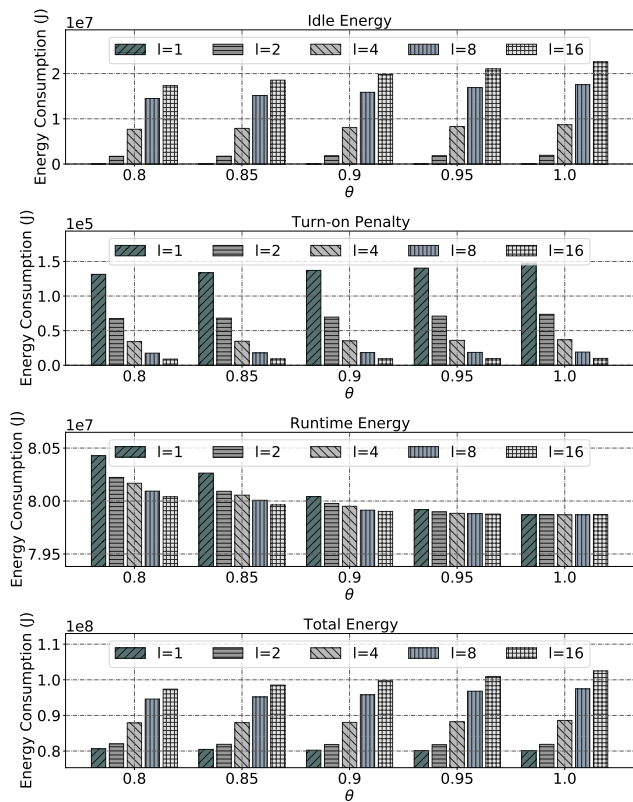 Idle Energy
1e7
l=1 l=2 l=4 l=8 l=16
Energy Consumption (J)
2
1
0
0.8 0.85 0.9 0.95 1.0
θ
Turn-on Penalty
1e5
l=1 l=2 l=4 l=8 l=16
Energy Consumption (J)
1.5
1.0
0.5
0.0
0.8 0.85 0.9 0.95 1.0
θ
Runtime Energy
1e7
l=1 l=2 l=4 l=8 l=16
Energy Consumption (J)
8.05
8.00
7.95
0.8 0.85 0.9 0.95 1.0
θ
Total Energy
1e8
l=1 l=2 l=4 l=8 l=16
Energy Consumption (J)
1.1
1.0
0.9
0.8
0.8 0.85 0.9 0.95 1.0
θ